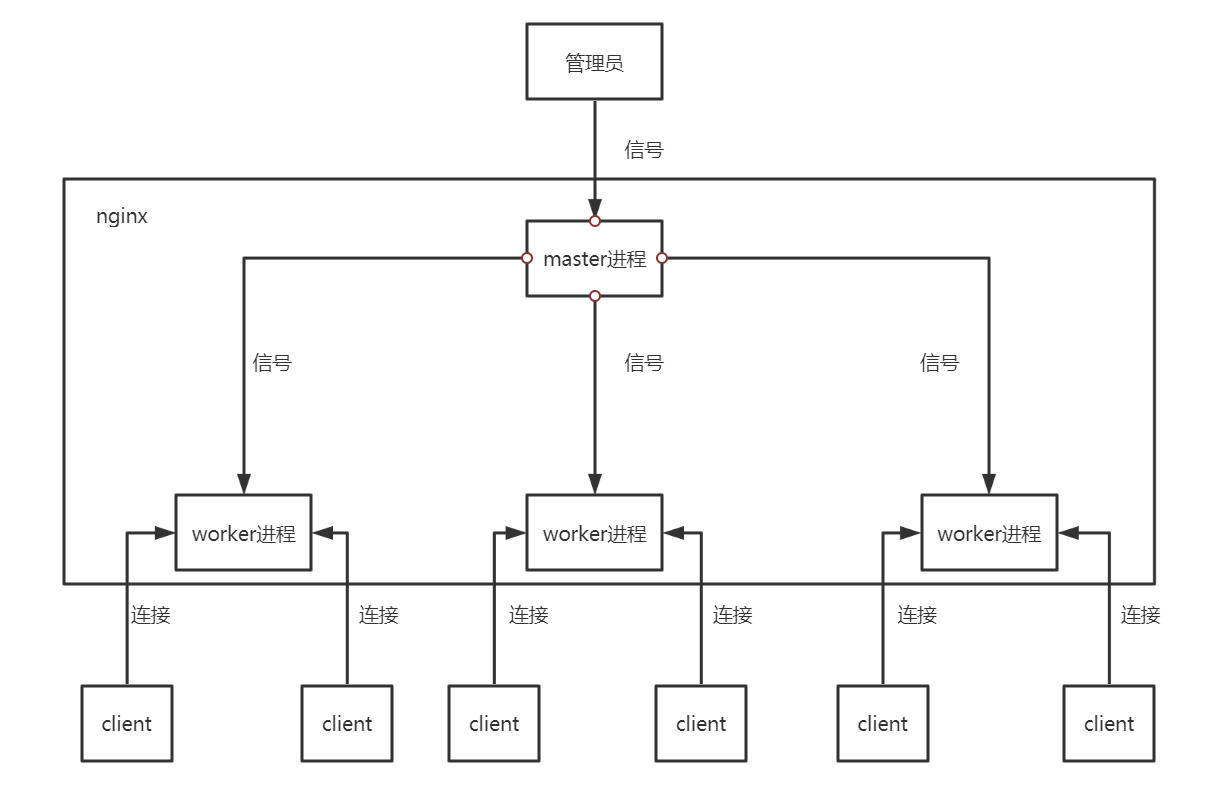 管理员
信号
nginx
master进程
信号
信号
信号
worker进程
worker进程
worker进程
连接
连接
连接
连接
连接
连接
client
client
client
client
client
client